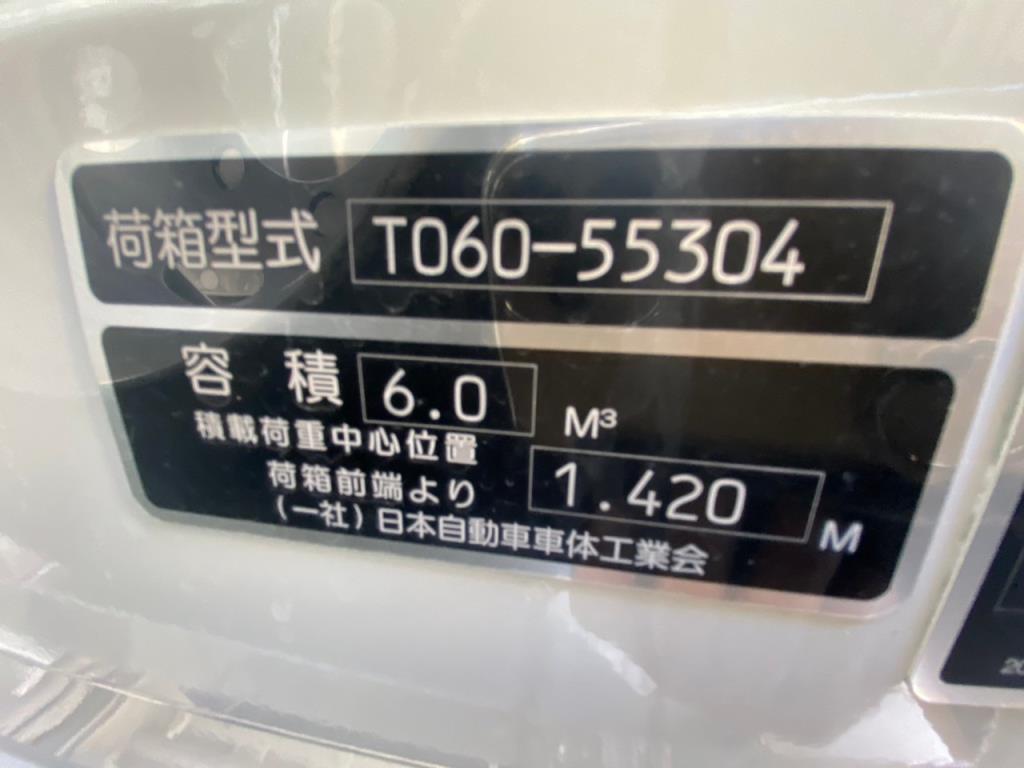 荷箱型式 T060-55304
容積 6.0 M³
積載荷重中心位置
荷箱前端より 1.420 M
(一社)日本自動車車体工業会
20